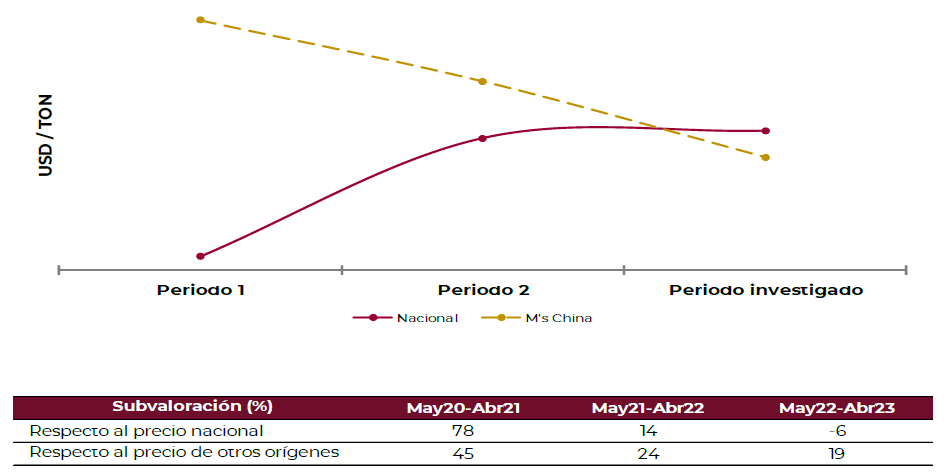 USD / TON
Periodo 1 Periodo 2 Periodo investigado
Nacional M's China
Subvaloración (%) May20-Abr21 May21-Abr22 May22-Abr23
Respecto al precio nacional 78 14 -6
Respecto al precio de otros orígenes 45 24 19